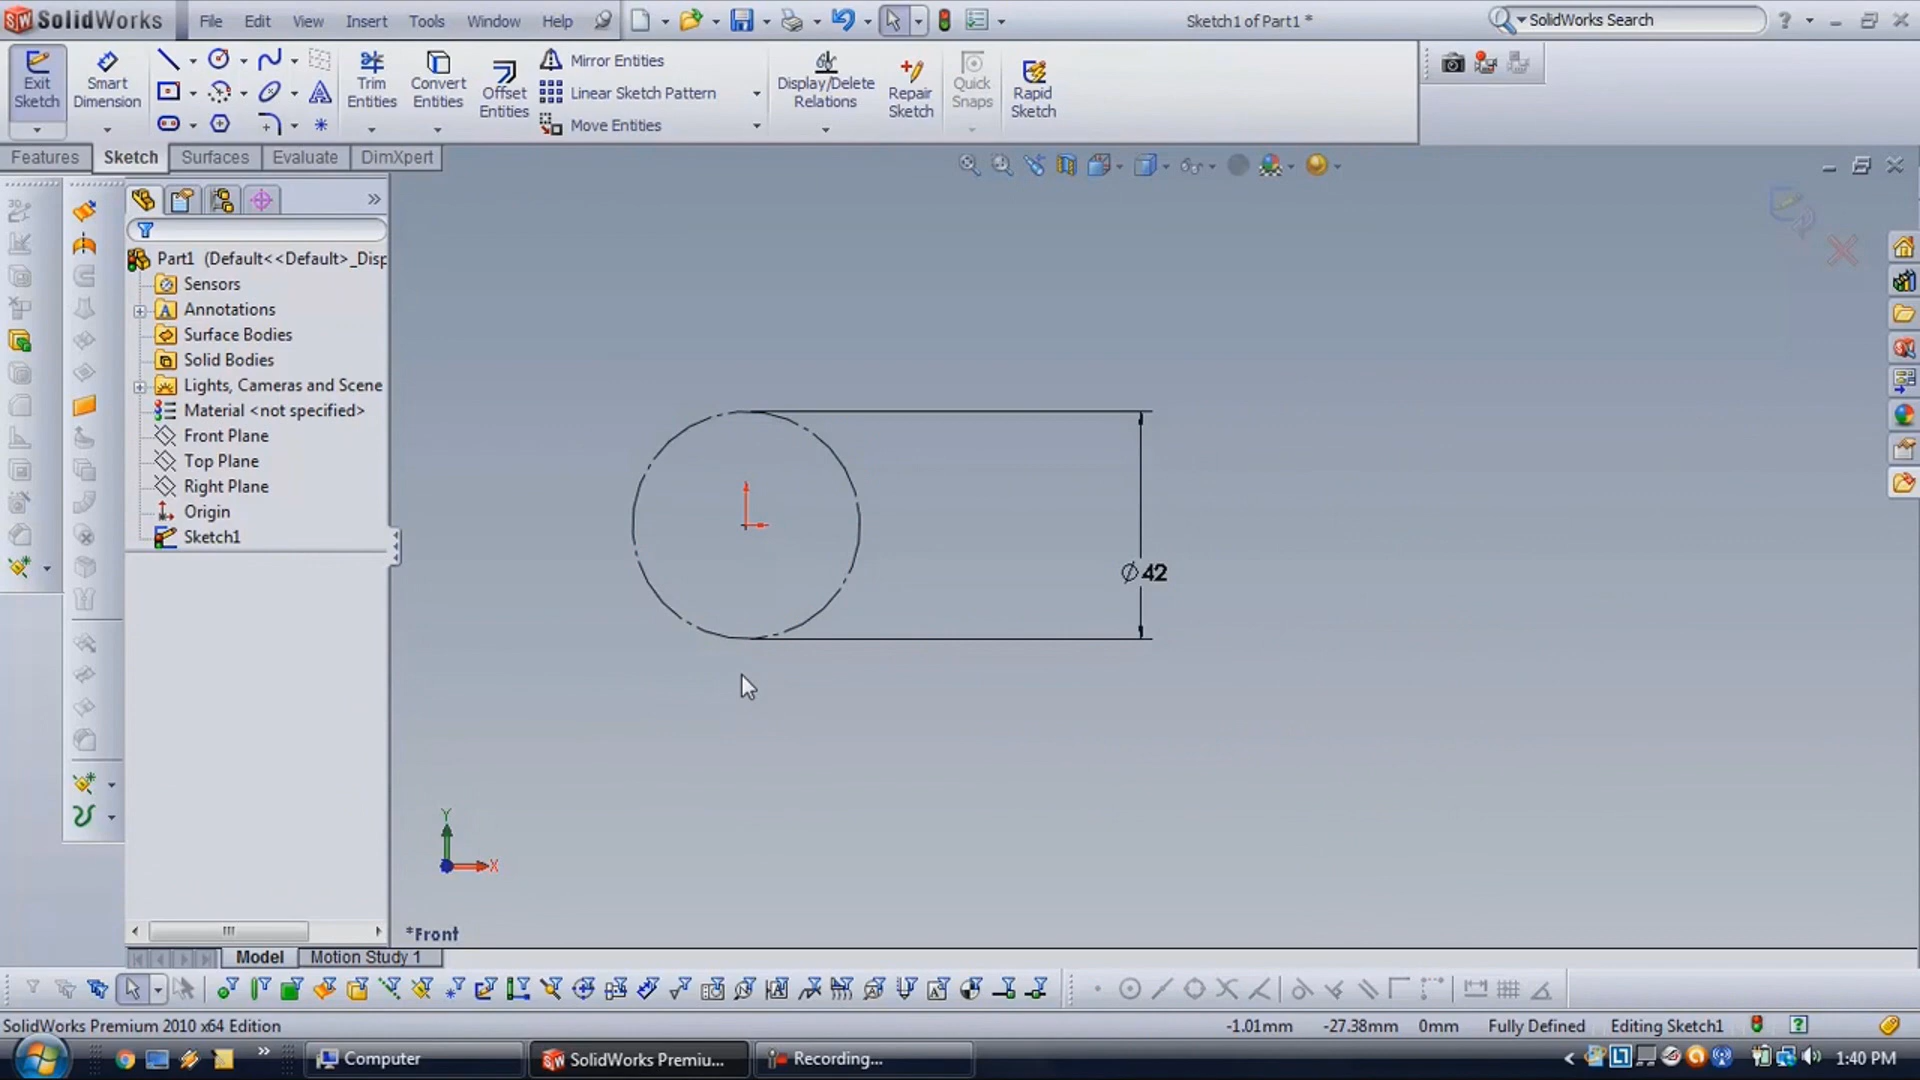 SolidWorks File Edit View Insert Tools Window Help Sketch1 of Part1 * SolidWorks Search ?
Exit Sketch
Smart Dimension
Trim Entities
Convert Entities
Offset Entities
Mirror Entities
Linear Sketch Pattern
Move Entities
Display/Delete Relations
Repair Sketch
Quick Snaps
Rapid Sketch
Features Sketch Surfaces Evaluate DimXpert
Part1 (Default<<Default>_Disp
Sensors
Annotations
Surface Bodies
Solid Bodies
Lights, Cameras and Scene
Material <not specified>
Front Plane
Top Plane
Right Plane
Origin
Sketch1
∅42
Y
X
*Front
Model Motion Study 1
SolidWorks Premium 2010 x64 Edition -1.01mm -27.38mm 0mm Fully Defined Editing Sketch1
Computer SolidWorks Premiu... Recording... 1:40 PM